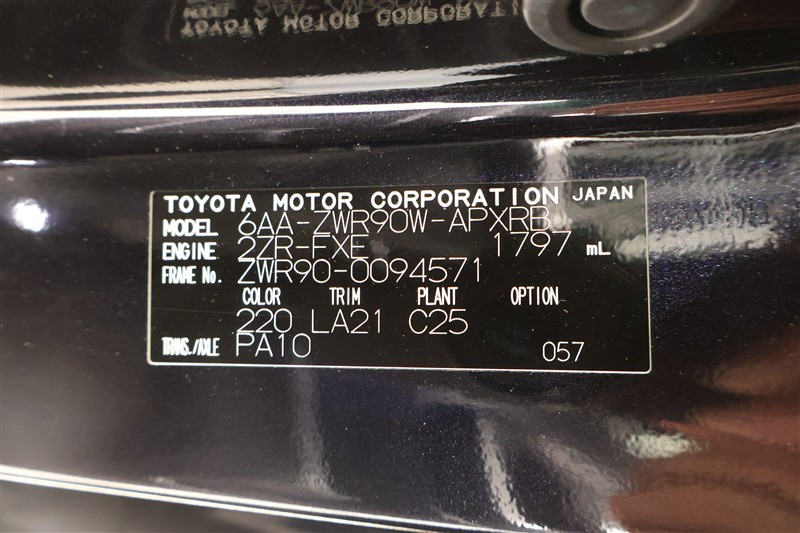 TOYOTA MOTOR CORPORATION JAPAN
MODEL 6AA-ZWR90W-APXRB
ENGINE 2ZR-FXE 1797 mL
FRAME No. ZWR90-0094571
COLOR TRIM PLANT OPTION
220 LA21 C25
TRANS./AXLE PA10 057